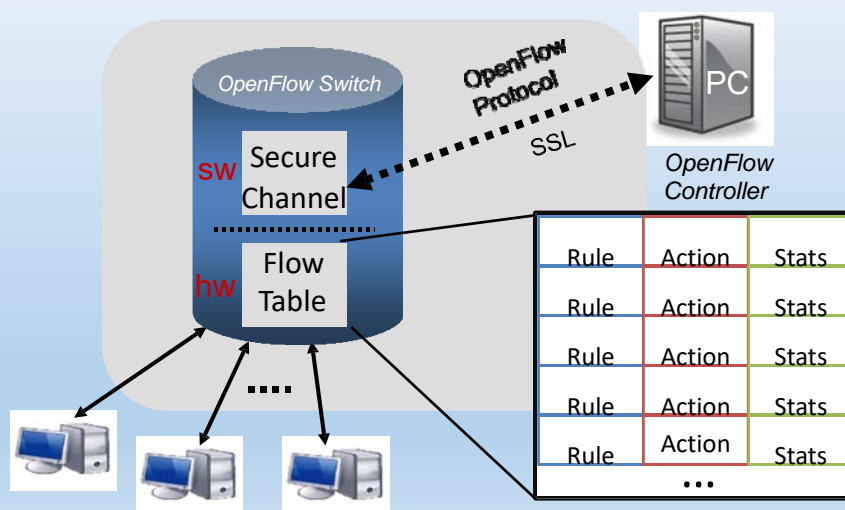 OpenFlow Switch
OpenFlow
Protocol
SSL
PC
OpenFlow
Controller
sw
Secure
Channel
hw
Flow
Table
Rule Action Stats
Rule Action Stats
Rule Action Stats
Rule Action Stats
Rule Action Stats
...
....